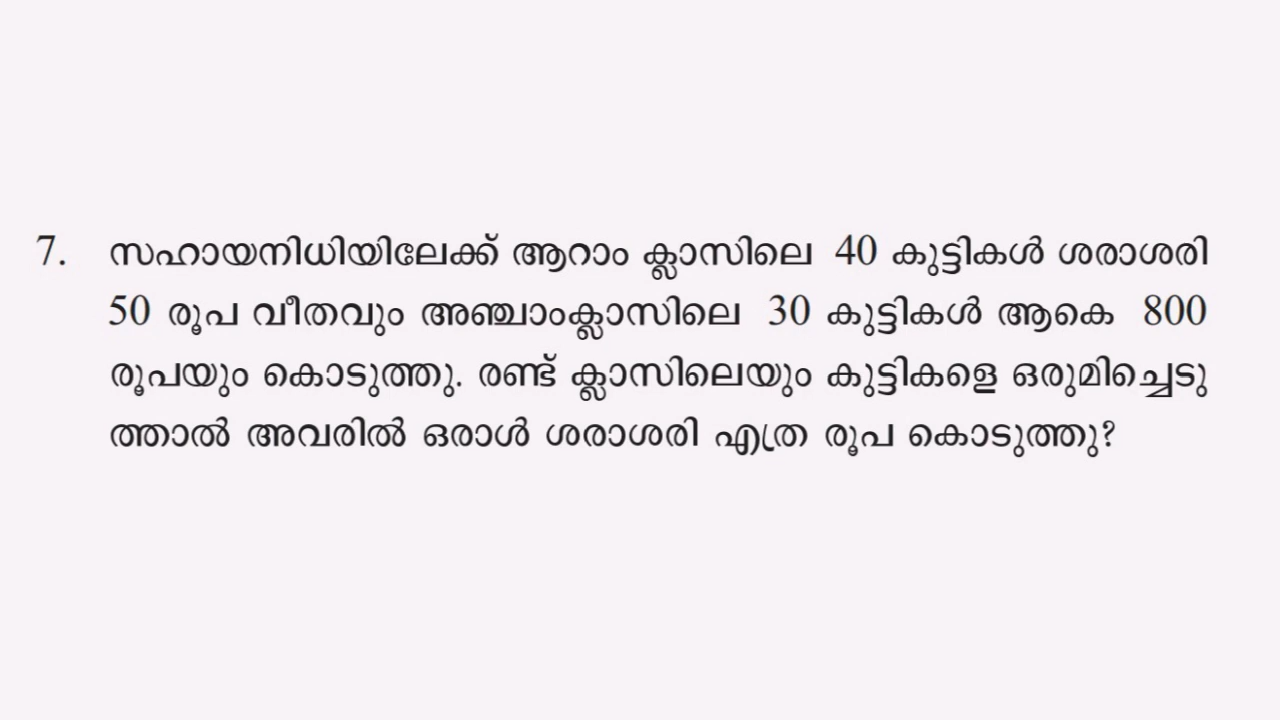 7. സഹായനിധിയിലേക്ക് ആറാം ക്ലാസിലെ 40 കുട്ടികൾ ശരാശരി
50 രൂപ വീതവും അഞ്ചാംക്ലാസിലെ 30 കുട്ടികൾ ആകെ 800
രൂപയും കൊടുത്തു. രണ്ട് ക്ലാസിലെയും കുട്ടികളെ ഒരുമിച്ചെടു
ത്താൽ അവരിൽ ഒരാൾ ശരാശരി എത്ര രൂപ കൊടുത്തു?